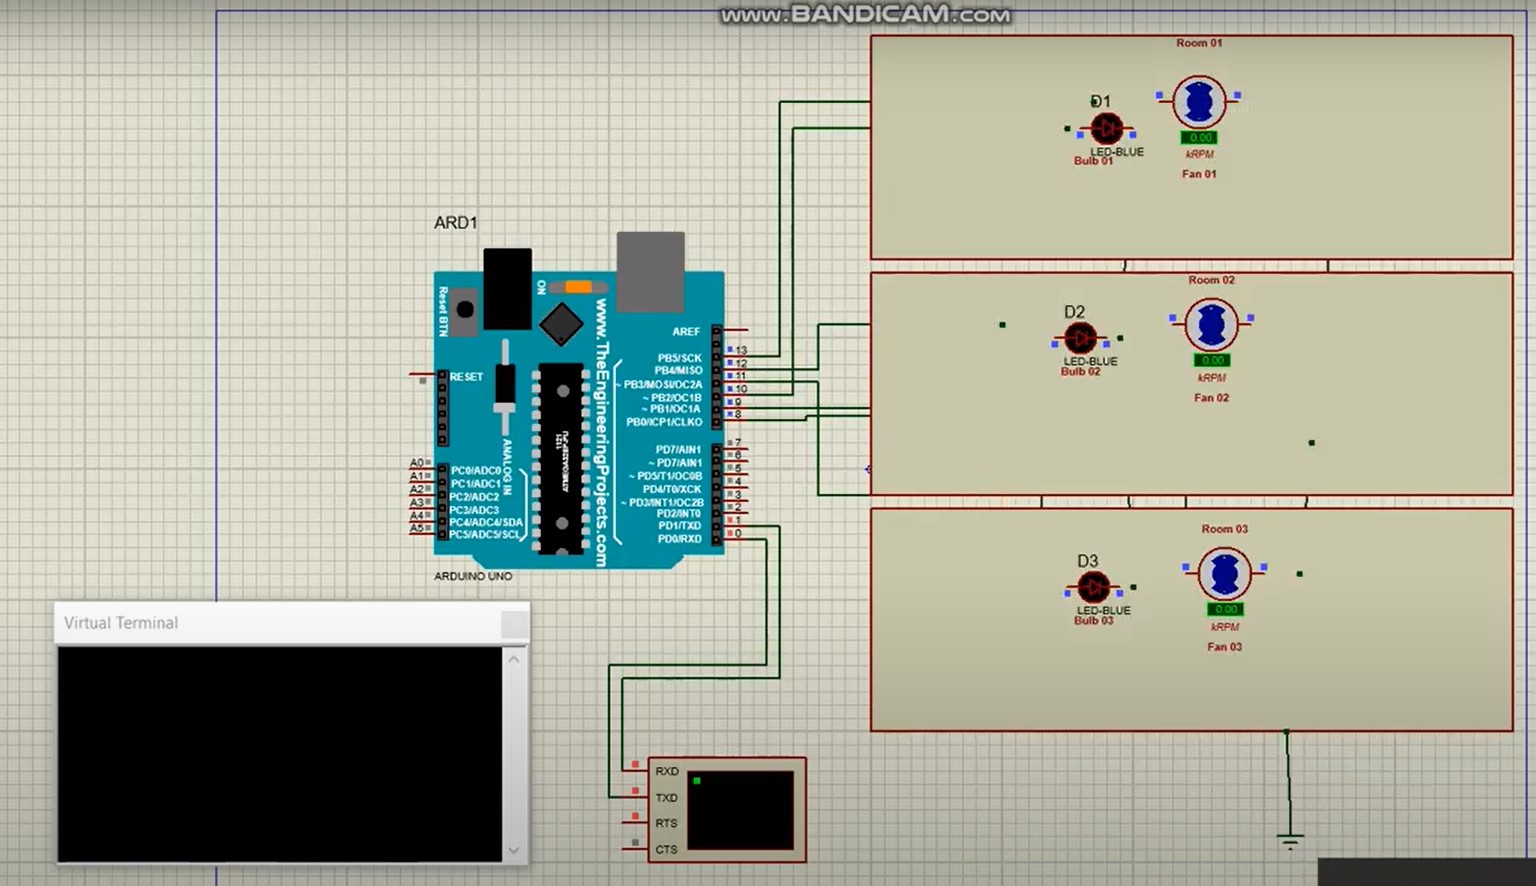 www.BANDICAM.com
Room 01
D1
LED-BLUE
Bulb 01
0.00
kRPM
Fan 01
ARD1
Reset BTN
ON
www.TheEngineeringProjects.com
ANALOG IN
RESET
AREF
PB5/SCK
PB4/MISO
~ PB3/MOSI/OC2A
~ PB2/OC1B
~ PB1/OC1A
PB0/ICP1/CLKO
13
12
11
10
9
8
PD7/AIN1
~ PD7/AIN1
~ PD5/T1/OC0B
PD4/T0/XCK
~ PD3/INT1/OC2B
PD2/INT0
PD1/TXD
PD0/RXD
7
6
5
4
3
2
1
0
A0
A1
A2
A3
A4
A5
PC0/ADC0
PC1/ADC1
PC2/ADC2
PC3/ADC3
PC4/ADC4/SDA
PC5/ADC5/SCL
ARDUINO UNO
Room 02
D2
LED-BLUE
Bulb 02
0.00
kRPM
Fan 02
Room 03
D3
LED-BLUE
Bulb 03
0.00
kRPM
Fan 03
Virtual Terminal
RXD
TXD
RTS
CTS